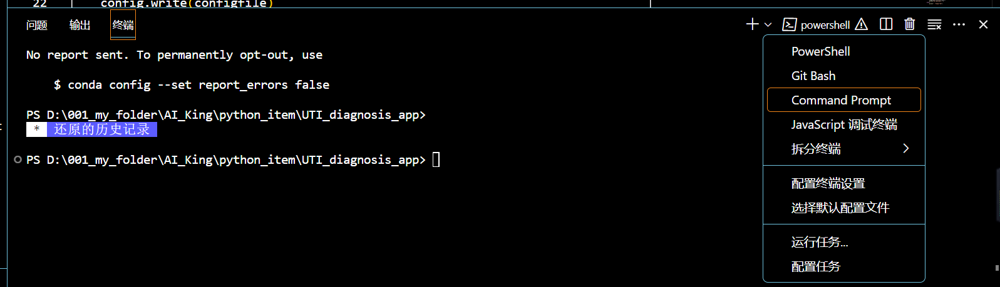 22 config.write(configfile)
问题 输出 终端 powershell
No report sent. To permanently opt-out, use
$ conda config --set report_errors false
PS D:\001_my_folder\AI_King\python_item\UTI_diagnosis_app>
* 还原的历史记录
PS D:\001_my_folder\AI_King\python_item\UTI_diagnosis_app>
PowerShell
Git Bash
Command Prompt
JavaScript 调试终端
拆分终端
配置终端设置
选择默认配置文件
运行任务...
配置任务